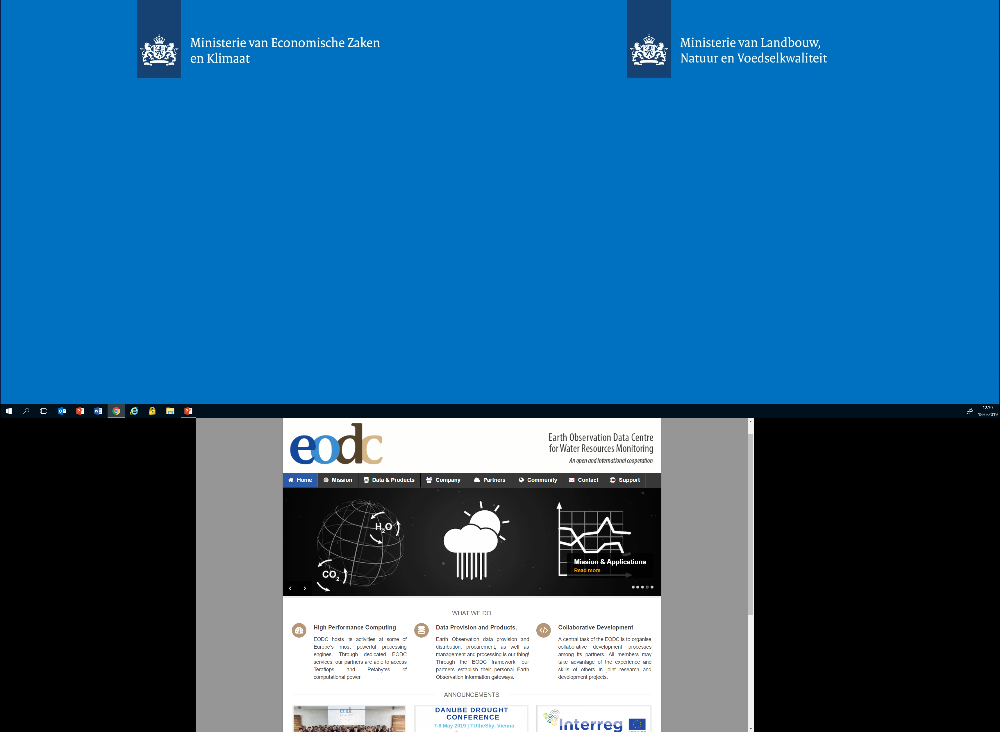 Ministerie van Economische Zaken
en Klimaat
Ministerie van Landbouw,
Natuur en Voedselkwaliteit
12:39
18-6-2019
eodc
Earth Observation Data Centre
for Water Resources Monitoring
An open and international cooperation
Home Mission Data & Products Company Partners Community Contact Support
H2O
CO2
Mission & Applications
Read more
WHAT WE DO
High Performance Computing
EODC hosts its activities at some of
Europe's most powerful processing
engines. Through dedicated EODC
services, our partners are able to access
Teraflops and Petabytes of
computational power.
Data Provision and Products.
Earth Observation data provision and
distribution, procurement, as well as
management and processing is our thing!
Through the EODC framework, our
partners establish their personal Earth
Observation information gateways.
Collaborative Development
A central task of the EODC is to organise
collaborative development processes
among its partners. All members may
take advantage of the experience and
skills of others in joint research and
development projects.
ANNOUNCEMENTS
eodc
Forum 2019
DANUBE DROUGHT
CONFERENCE
7-8 May 2019 | TUtheSky, Vienna
Interreg